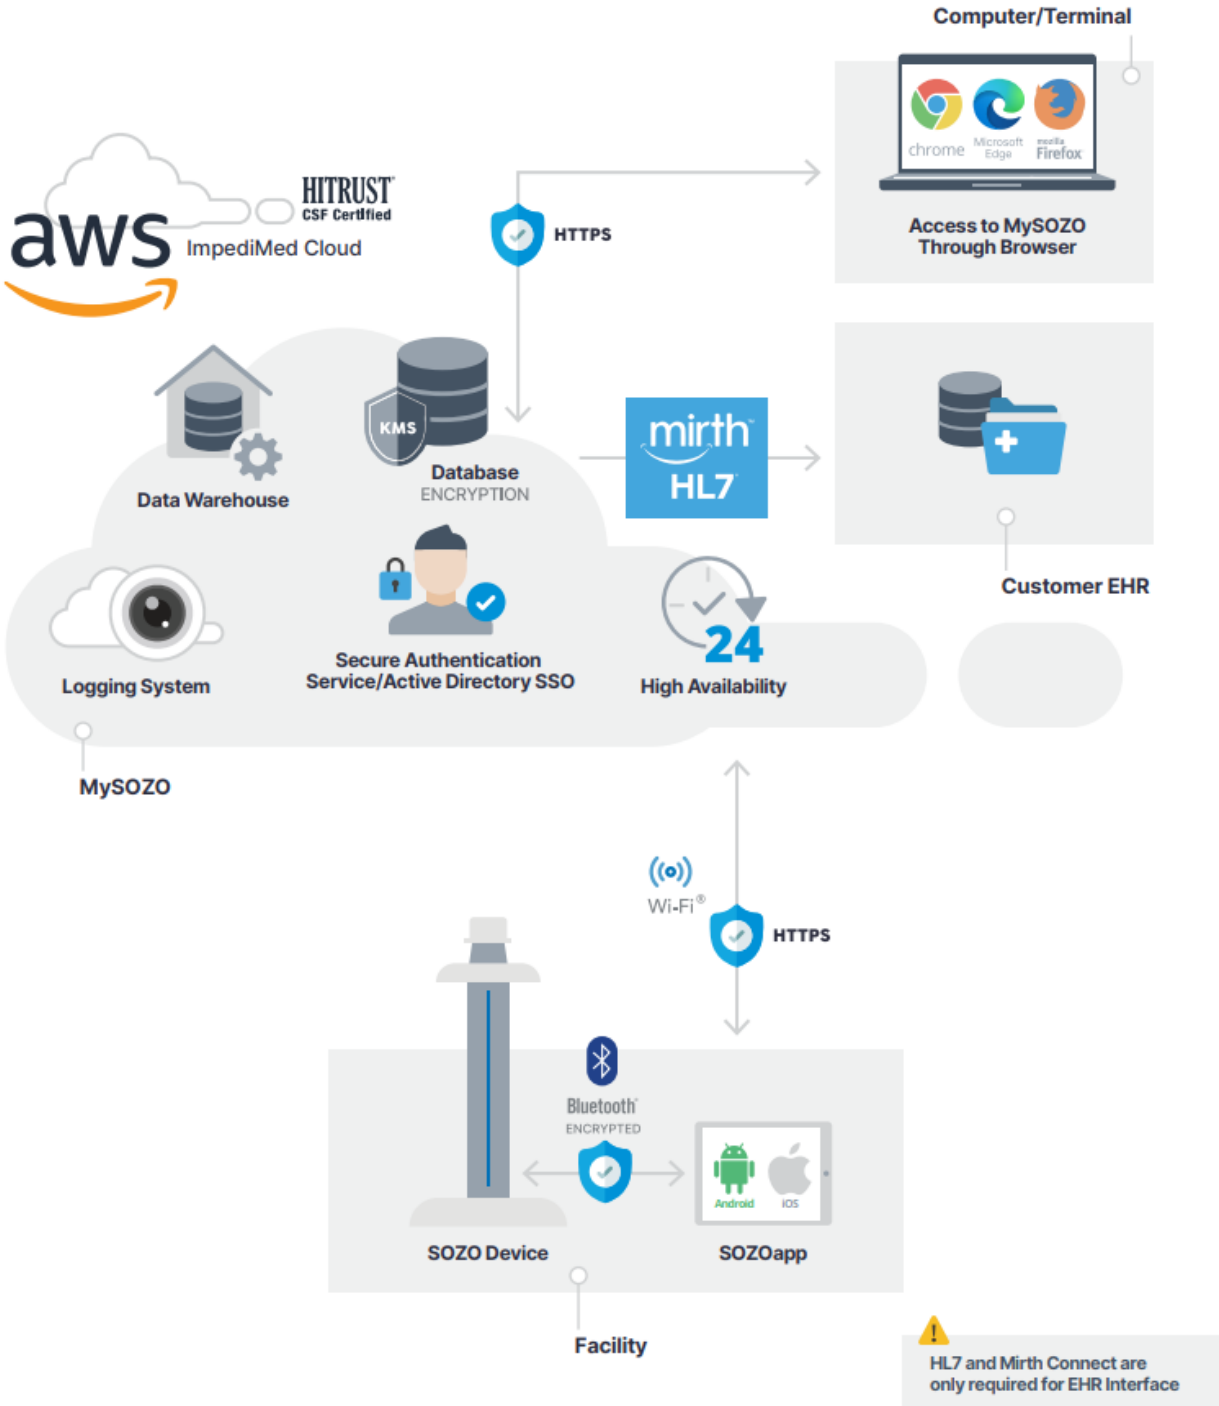 Computer/Terminal
chrome
Microsoft
Edge
mozilla
Firefox
Access to MySOZO
Through Browser
HITRUST
CSF Certified
aws
ImpediMed Cloud
HTTPS
KMS
Database
ENCRYPTION
Data Warehouse
mirth™
HL7
Customer EHR
Logging System
Secure Authentication
Service/Active Directory SSO
24
High Availability
MySOZO
Wi-Fi®
HTTPS
Bluetooth®
ENCRYPTED
Android
iOS
SOZO Device
SOZOapp
Facility
HL7 and Mirth Connect are
only required for EHR Interface